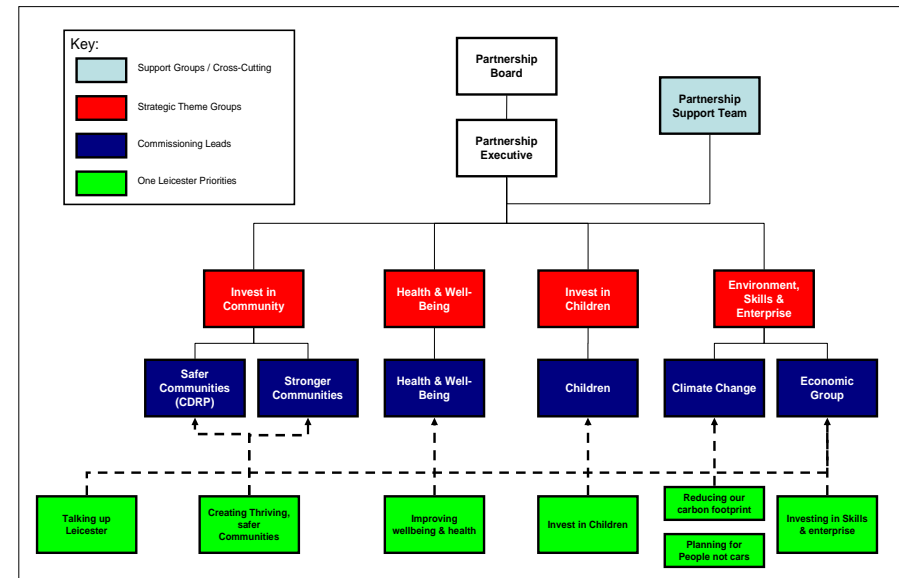 Key:
Support Groups / Cross-Cutting
Strategic Theme Groups
Commissioning Leads
One Leicester Priorities
Partnership
Board
Partnership
Support Team
Partnership
Executive
Invest in
Community
Health & Well-
Being
Invest in
Children
Environment,
Skills &
Enterprise
Safer
Communities
(CDRP)
Stronger
Communities
Health & Well-
Being
Children
Climate Change
Economic
Group
Talking up
Leicester
Creating Thriving,
safer
Communities
Improving
wellbeing & health
Invest in Children
Reducing our
carbon footprint
Planning for
People not cars
Investing in Skills
& enterprise